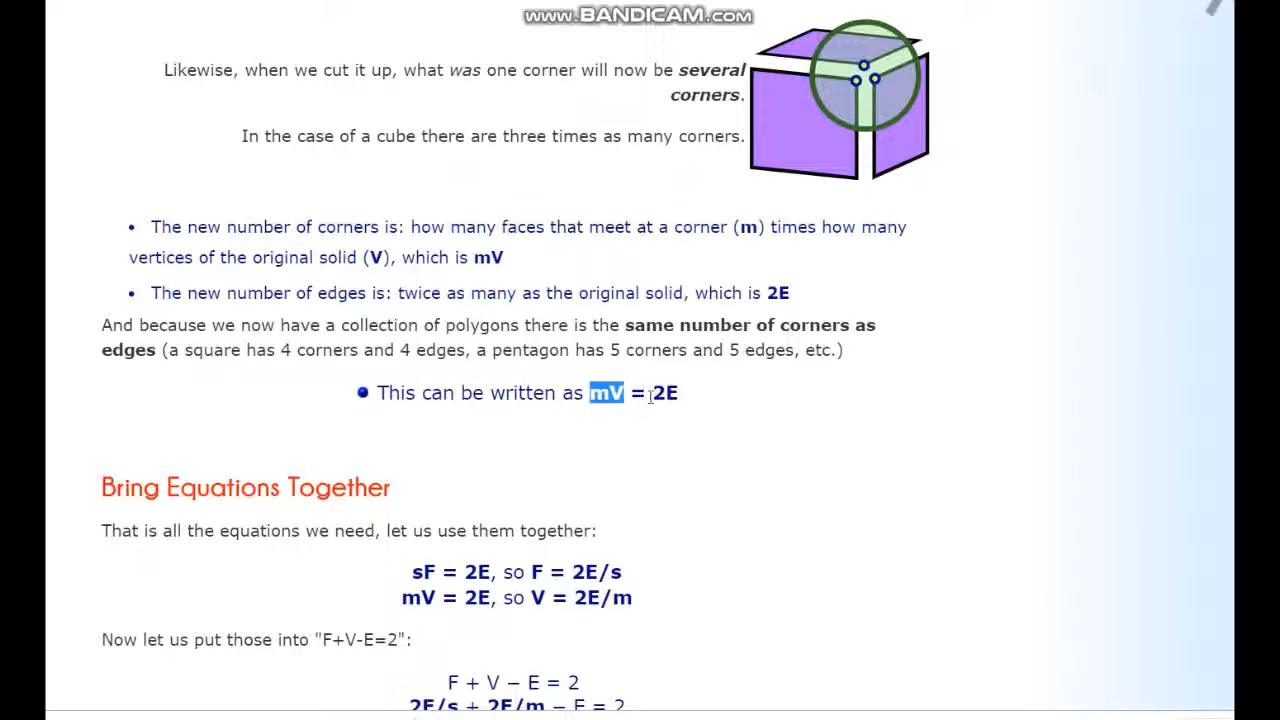 www.BANDICAM.com
Likewise, when we cut it up, what was one corner will now be several
corners.
In the case of a cube there are three times as many corners.
• The new number of corners is: how many faces that meet at a corner (m) times how many
vertices of the original solid (V), which is mV
• The new number of edges is: twice as many as the original solid, which is 2E
And because we now have a collection of polygons there is the same number of corners as
edges (a square has 4 corners and 4 edges, a pentagon has 5 corners and 5 edges, etc.)
This can be written as mV = 2E
Bring Equations Together
That is all the equations we need, let us use them together:
sF = 2E, so F = 2E/s
mV = 2E, so V = 2E/m
Now let us put those into "F+V-E=2":
F + V − E = 2
2E/s + 2E/m − E = 2